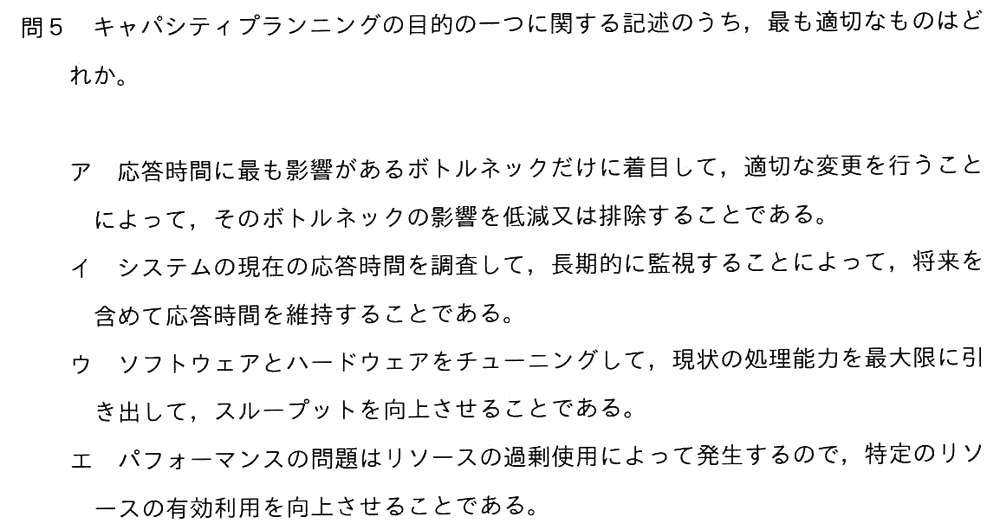 問5 キャパシティプランニングの目的の一つに関する記述のうち，最も適切なものはど
れか。
ア 応答時間に最も影響があるボトルネックだけに着目して，適切な変更を行うこと
によって，そのボトルネックの影響を低減又は排除することである。
イ システムの現在の応答時間を調査して，長期的に監視することによって，将来を
含めて応答時間を維持することである。
ウ ソフトウェアとハードウェアをチューニングして，現状の処理能力を最大限に引
き出して，スループットを向上させることである。
エ パフォーマンスの問題はリソースの過剰使用によって発生するので，特定のリソ
ースの有効利用を向上させることである。